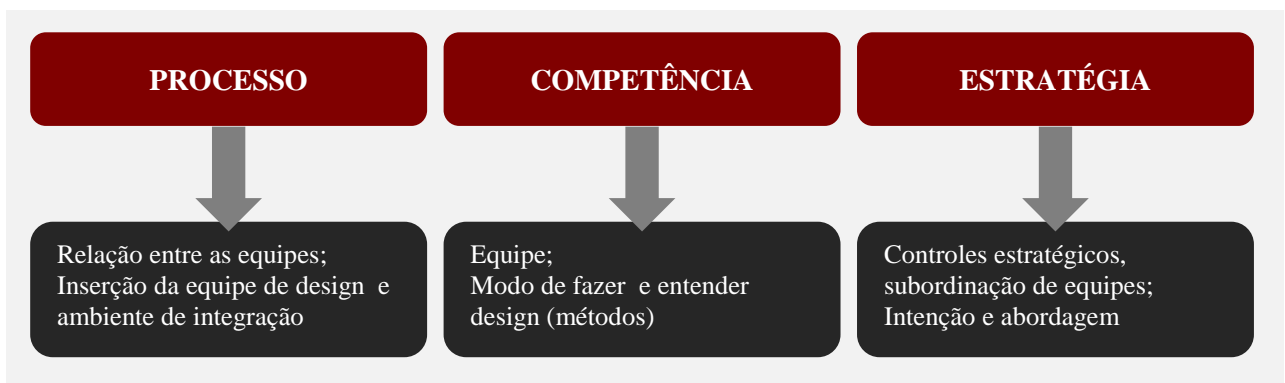 PROCESSO
COMPETÊNCIA
ESTRATÉGIA
Relação entre as equipes;
Inserção da equipe de design e
ambiente de integração
Equipe;
Modo de fazer e entender
design (métodos)
Controles estratégicos,
subordinação de equipes;
Intenção e abordagem